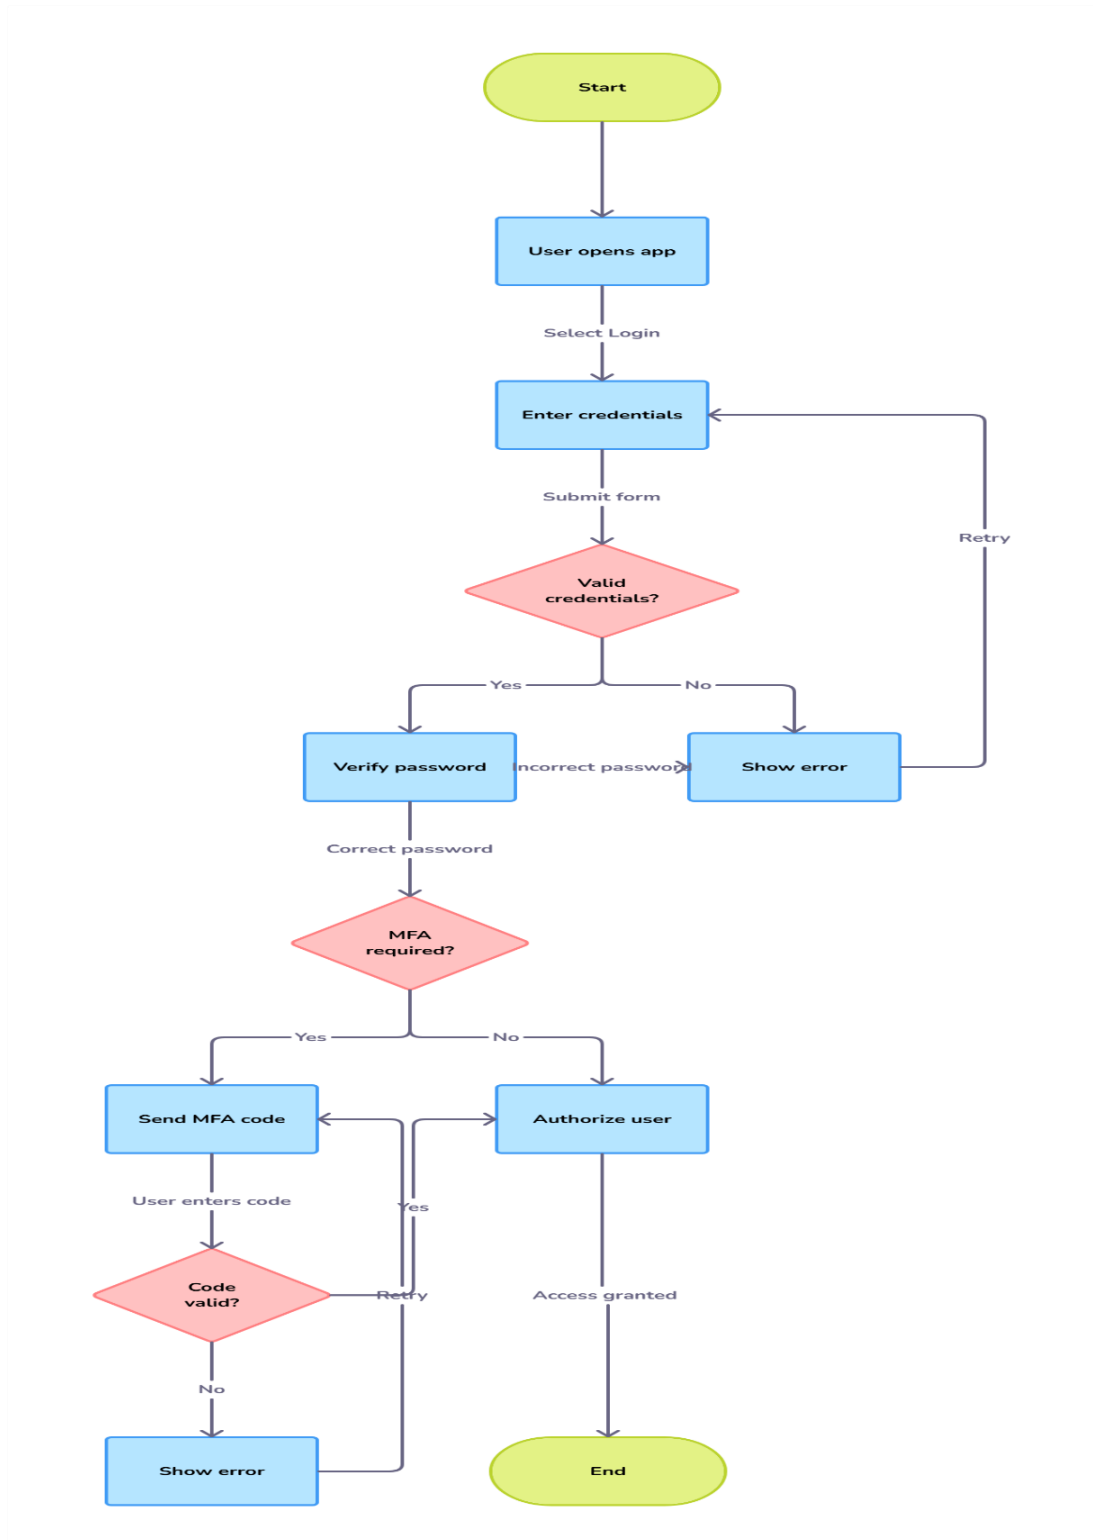 Start
User opens app
Select Login
Enter credentials
Submit form
Retry
Valid
credentials?
Yes
No
Verify password
Incorrect password
Show error
Correct password
MFA
required?
Yes
No
Send MFA code
Authorize user
User enters code
Yes
Code
valid?
Retry
Access granted
No
Show error
End